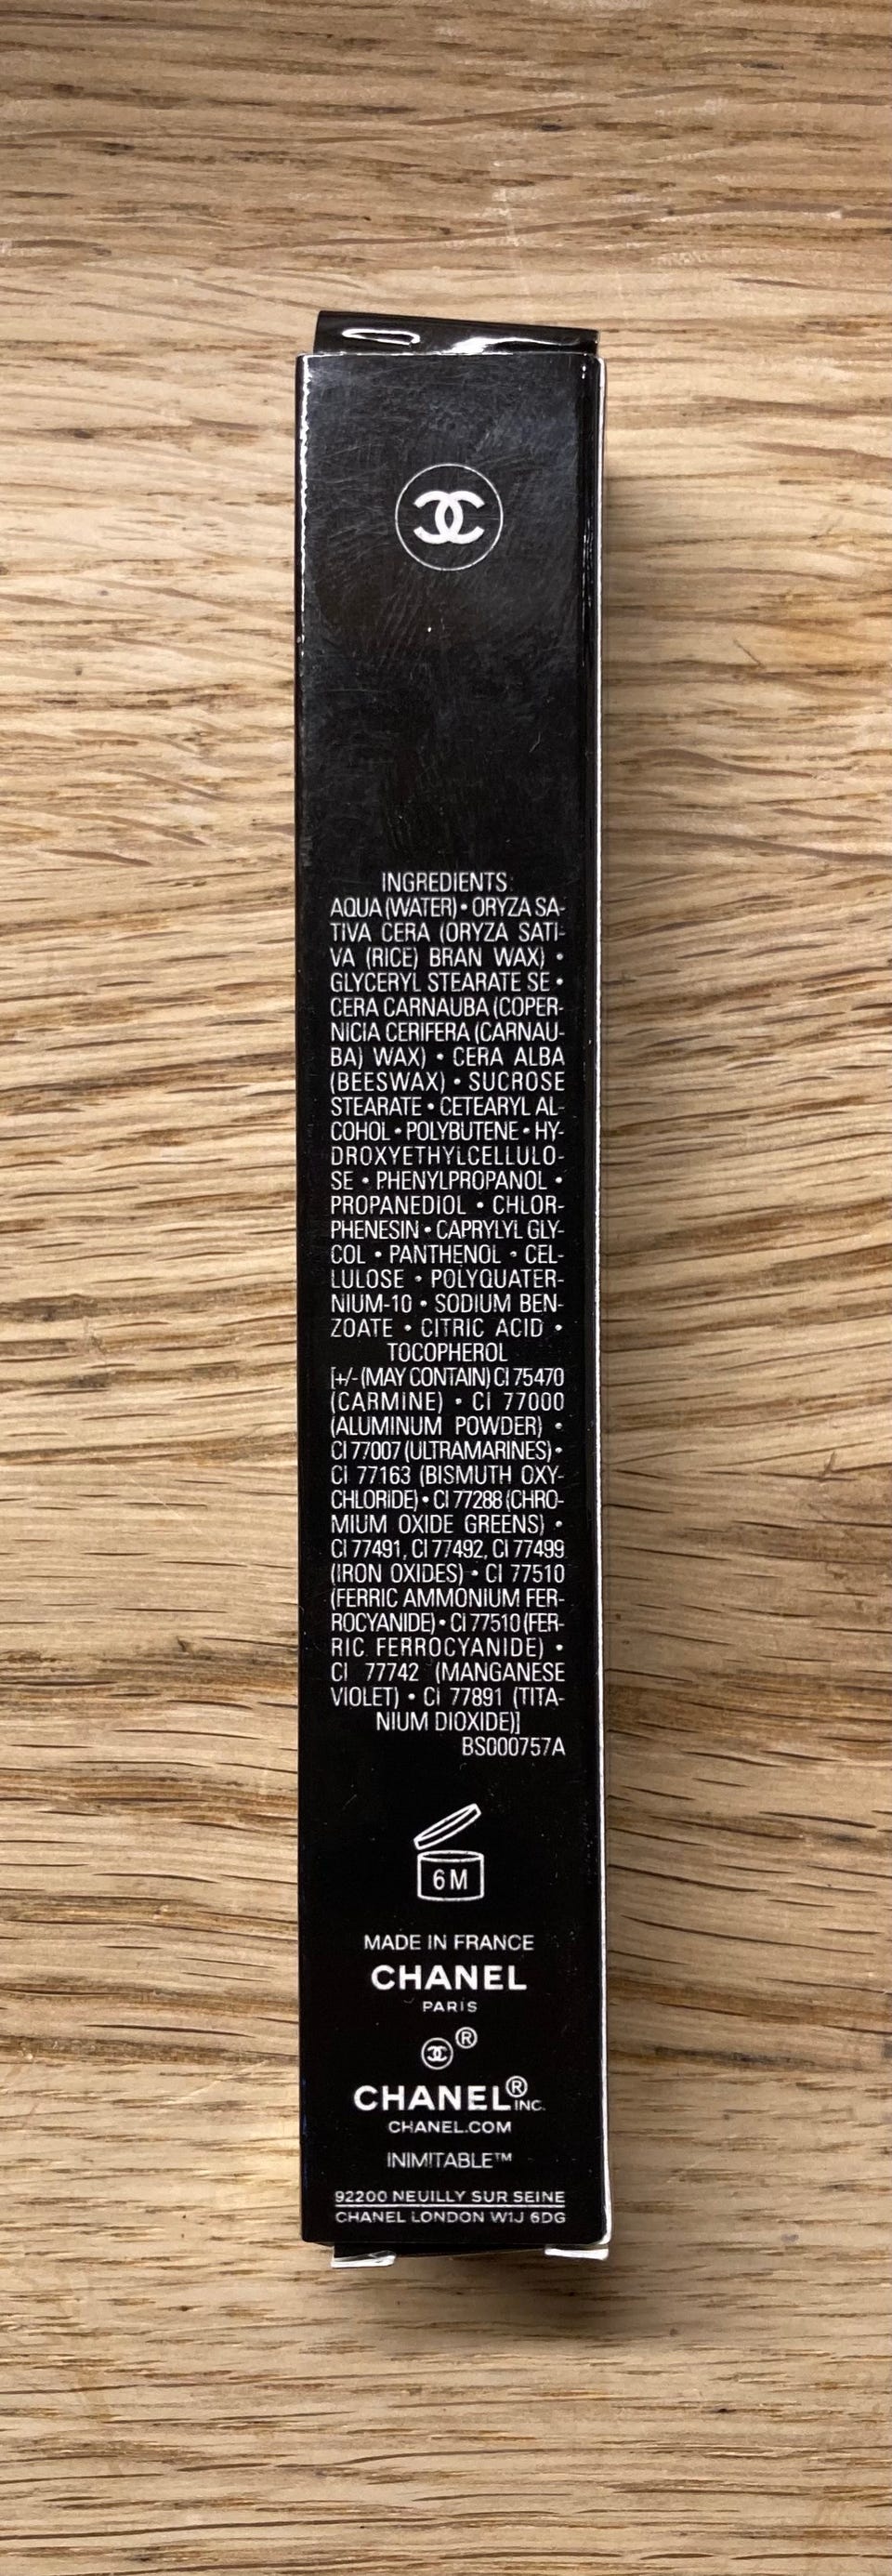 INGREDIENTS:
AQUA (WATER) • ORYZA SA-
TIVA CERA (ORYZA SATI-
VA (RICE) BRAN WAX) •
GLYCERYL STEARATE SE •
CERA CARNAUBA (COPER-
NICIA CERIFERA (CARNAU-
BA) WAX) • CERA ALBA
(BEESWAX) • SUCROSE
STEARATE • CETEARYL AL-
COHOL • POLYBUTENE • HY-
DROXYETHYLCELLULO-
SE • PHENYLPROPANOL •
PROPANEDIOL • CHLOR-
PHENESIN • CAPRYLYL GLY-
COL • PANTHENOL • CEL-
LULOSE • POLYQUATER-
NIUM-10 • SODIUM BEN-
ZOATE • CITRIC ACID •
TOCOPHEROL
[+/- (MAY CONTAIN) CI 75470
(CARMINE) • CI 77000
(ALUMINUM POWDER) •
CI 77007 (ULTRAMARINES) •
CI 77163 (BISMUTH OXY-
CHLORIDE) • CI 77288 (CHRO-
MIUM OXIDE GREENS) •
CI 77491, CI 77492, CI 77499
(IRON OXIDES) • CI 77510
(FERRIC AMMONIUM FER-
ROCYANIDE) • CI 77510 (FER-
RIC FERROCYANIDE) •
CI 77742 (MANGANESE
VIOLET) • CI 77891 (TITA-
NIUM DIOXIDE)]
BS000757A
6M
MADE IN FRANCE
CHANEL
PARIS
®
CHANEL® INC.
CHANEL.COM
INIMITABLE™
92200 NEUILLY SUR SEINE
CHANEL LONDON W1J 6DG